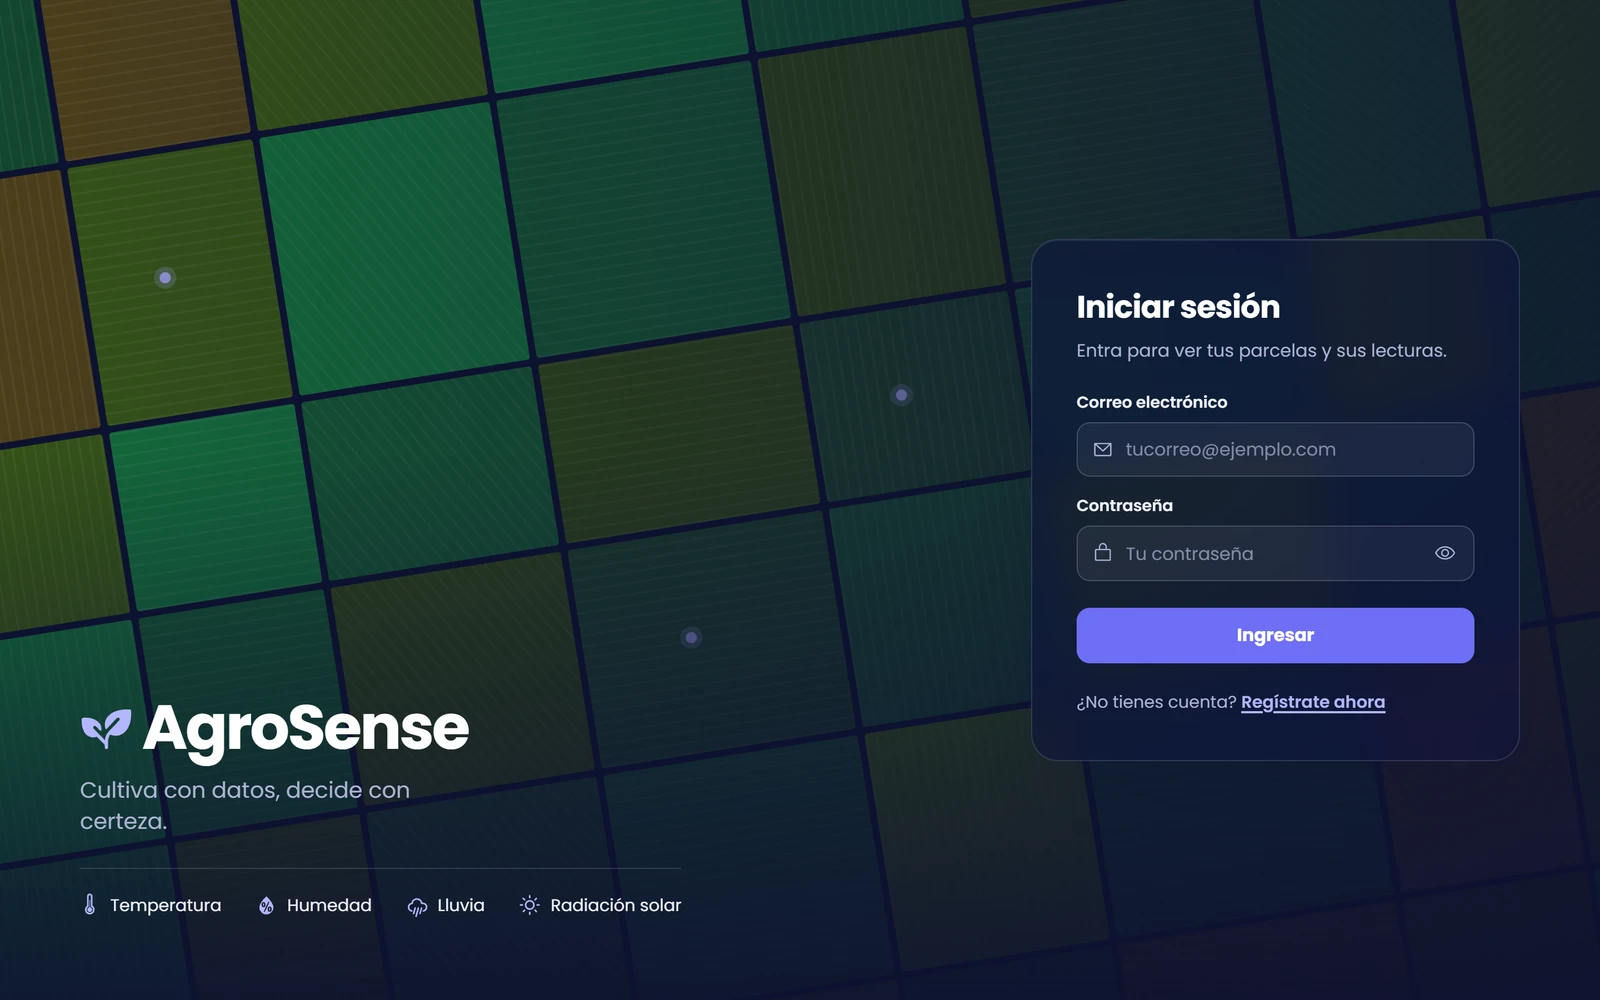 AgroSense
Cultiva con datos, decide con
certeza.
Temperatura
Humedad
Lluvia
Radiación solar
Iniciar sesión
Entra para ver tus parcelas y sus lecturas.
Correo electrónico
tucorreo@ejemplo.com
Contraseña
Tu contraseña
Ingresar
¿No tienes cuenta? Regístrate ahora